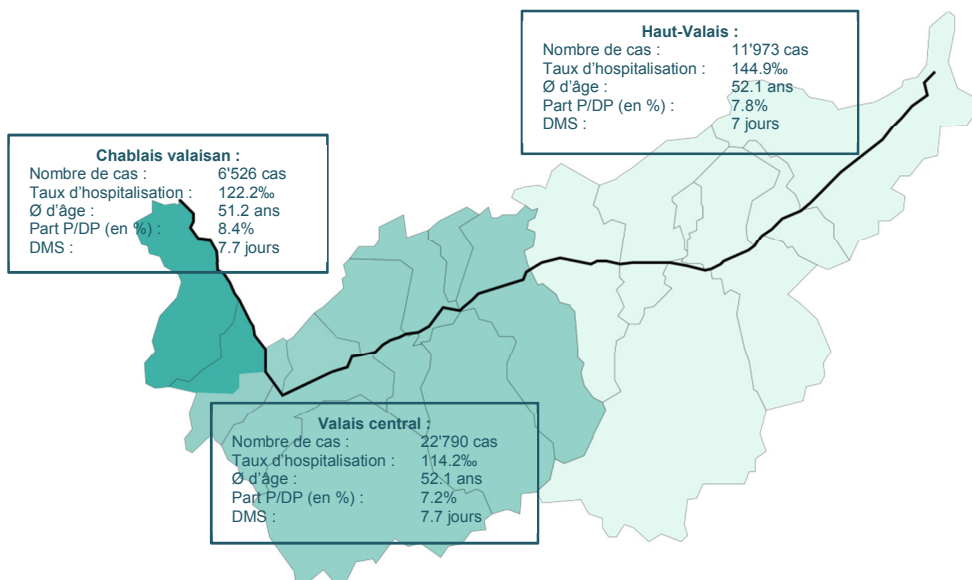 Haut-Valais :
Nombre de cas : 11'973 cas
Taux d'hospitalisation : 144.9‰
Ø d'âge : 52.1 ans
Part P/DP (en %) : 7.8%
DMS : 7 jours
Chablais valaisan :
Nombre de cas : 6'526 cas
Taux d'hospitalisation : 122.2‰
Ø d'âge : 51.2 ans
Part P/DP (en %) : 8.4%
DMS : 7.7 jours
Valais central :
Nombre de cas : 22'790 cas
Taux d'hospitalisation : 114.2‰
Ø d'âge : 52.1 ans
Part P/DP (en %) : 7.2%
DMS : 7.7 jours